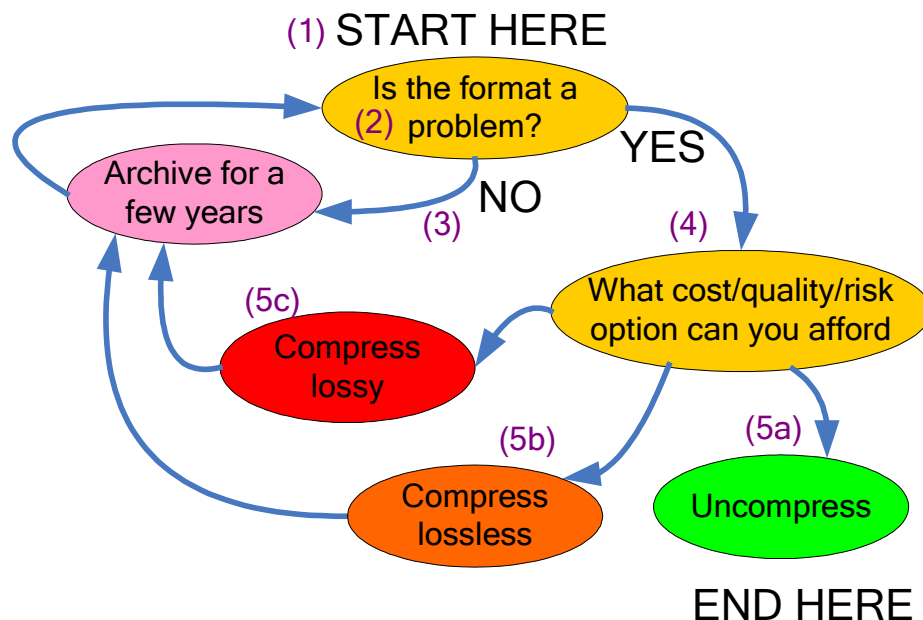 (1) START HERE
Is the format a
(2) problem?
YES
Archive for a
few years
NO
(3)
(4)
What cost/quality/risk
option can you afford
(5c)
Compress
lossy
(5b)
(5a)
Compress
lossless
Uncompress
END HERE